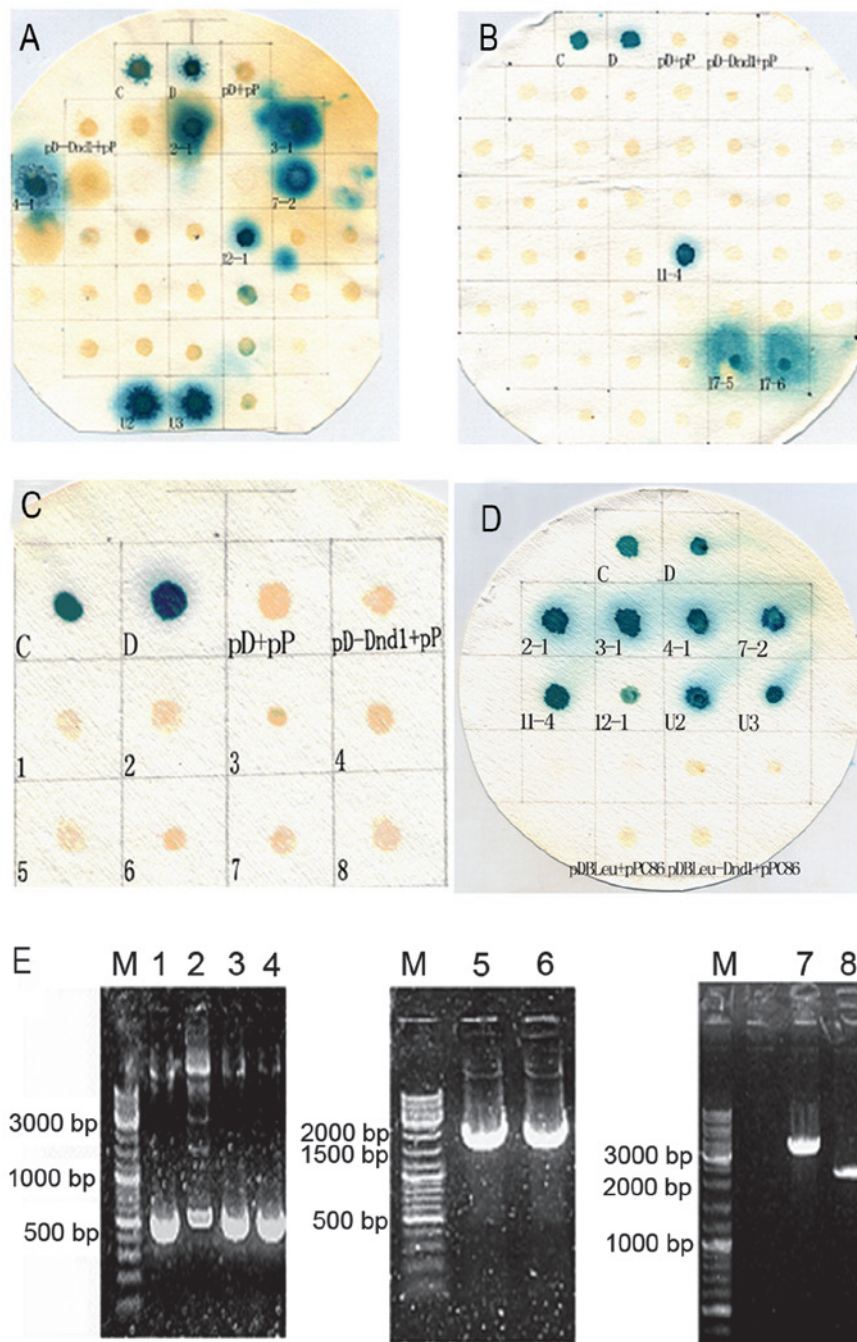 A
C D pD+pP
pD-Dnd1+pP 2-1 3-1
4-1 7-2
12-1
U2 U3
B
C D pD+pP pD-Dnd1+pP
11-4
17-5 17-6
C
C D pD+pP pD-Dnd1+pP
1 2 3 4
5 6 7 8
D
C D
2-1 3-1 4-1 7-2
11-4 12-1 U2 U3
pDBLeu+pPC86 pDBLeu-Dnd1+pPC86
E
M 1 2 3 4
3000 bp
1000 bp
500 bp
M 5 6
2000 bp
1500 bp
500 bp
M 7 8
3000 bp
2000 bp
1000 bp